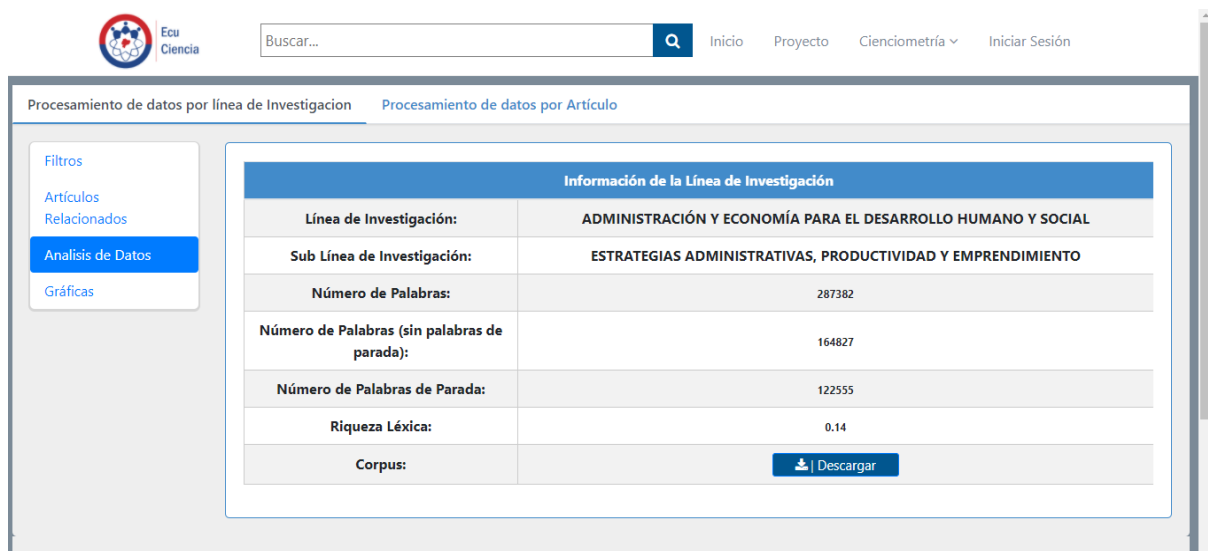 Ecu
Ciencia
Buscar...
Inicio Proyecto Cienciometría Iniciar Sesión
Procesamiento de datos por línea de Investigacion Procesamiento de datos por Artículo
Filtros
Artículos
Relacionados
Analisis de Datos
Gráficas
Información de la Línea de Investigación
Línea de Investigación: ADMINISTRACIÓN Y ECONOMÍA PARA EL DESARROLLO HUMANO Y SOCIAL
Sub Línea de Investigación: ESTRATEGIAS ADMINISTRATIVAS, PRODUCTIVIDAD Y EMPRENDIMIENTO
Número de Palabras: 287382
Número de Palabras (sin palabras de
parada): 164827
Número de Palabras de Parada: 122555
Riqueza Léxica: 0.14
Corpus: | Descargar